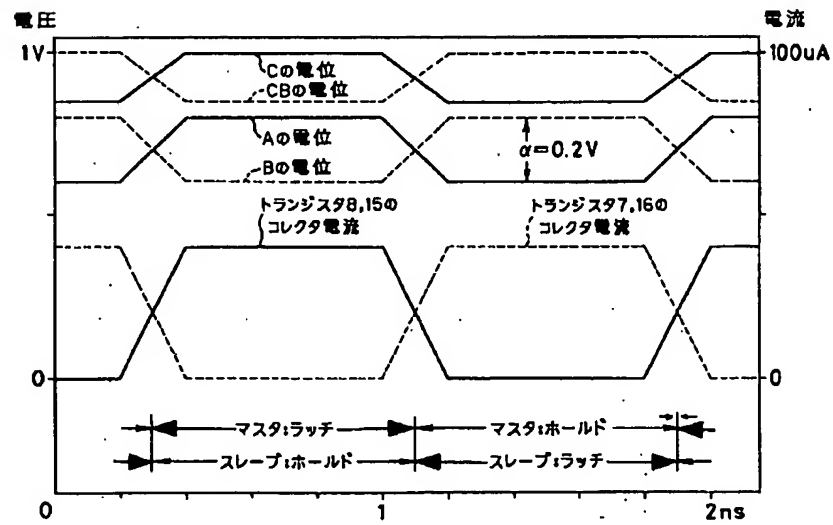 電圧
電流
1V
100uA
Cの電位
CBの電位
Aの電位
α=0.2V
Bの電位
トランジスタ8,15の
コレクタ電流
トランジスタ7,16の
コレクタ電流
0
0
マスタ:ラッチ
マスタ:ホールド
スレーブ:ホールド
スレーブ:ラッチ
0
1
2ns